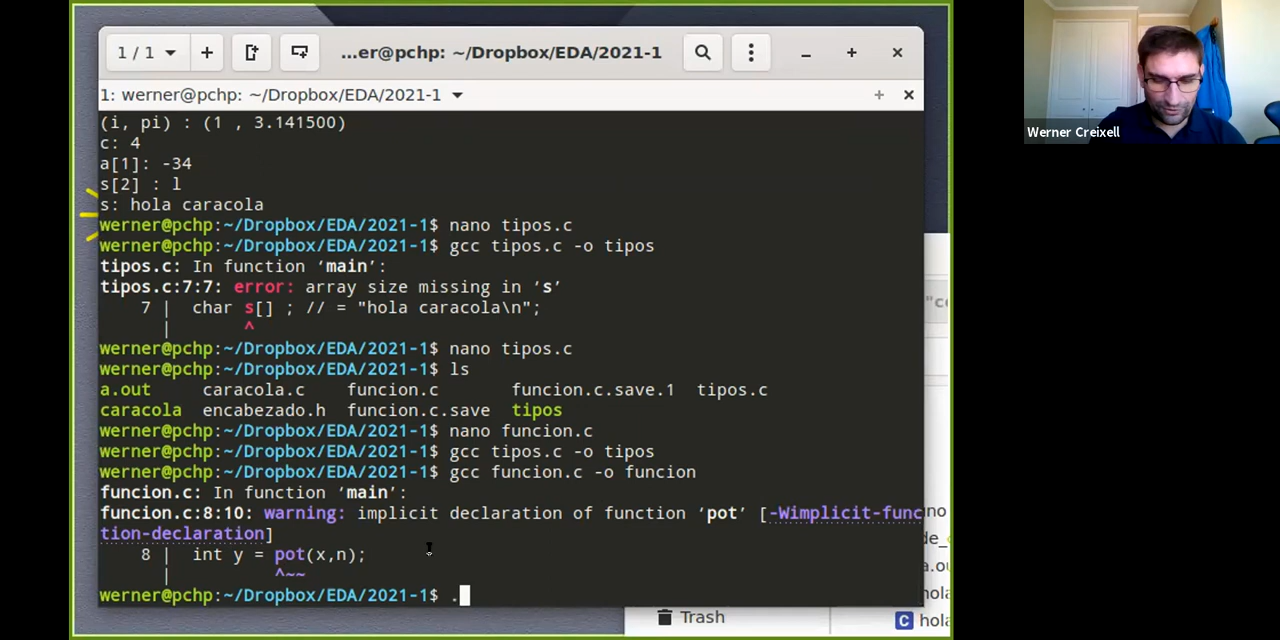 1 / 1
...er@pchp: ~/Dropbox/EDA/2021-1
1: werner@pchp: ~/Dropbox/EDA/2021-1
(i, pi) : (1 , 3.141500)
c: 4
a[1]: -34
s[2] : l
s: hola caracola
werner@pchp:~/Dropbox/EDA/2021-1$ nano tipos.c
werner@pchp:~/Dropbox/EDA/2021-1$ gcc tipos.c -o tipos
tipos.c: In function ‘main’:
tipos.c:7:7: error: array size missing in ‘s’
7 | char s[] ; // = "hola caracola\n";
| ^
werner@pchp:~/Dropbox/EDA/2021-1$ nano tipos.c
werner@pchp:~/Dropbox/EDA/2021-1$ ls
a.out caracola.c funcion.c funcion.c.save.1 tipos.c
caracola encabezado.h funcion.c.save tipos
werner@pchp:~/Dropbox/EDA/2021-1$ nano funcion.c
werner@pchp:~/Dropbox/EDA/2021-1$ gcc tipos.c -o tipos
werner@pchp:~/Dropbox/EDA/2021-1$ gcc funcion.c -o funcion
funcion.c: In function ‘main’:
funcion.c:8:10: warning: implicit declaration of function ‘pot’ [-Wimplicit-func
tion-declaration]
8 | int y = pot(x,n);
| ^~~
werner@pchp:~/Dropbox/EDA/2021-1$ .
Trash
Werner Creixell